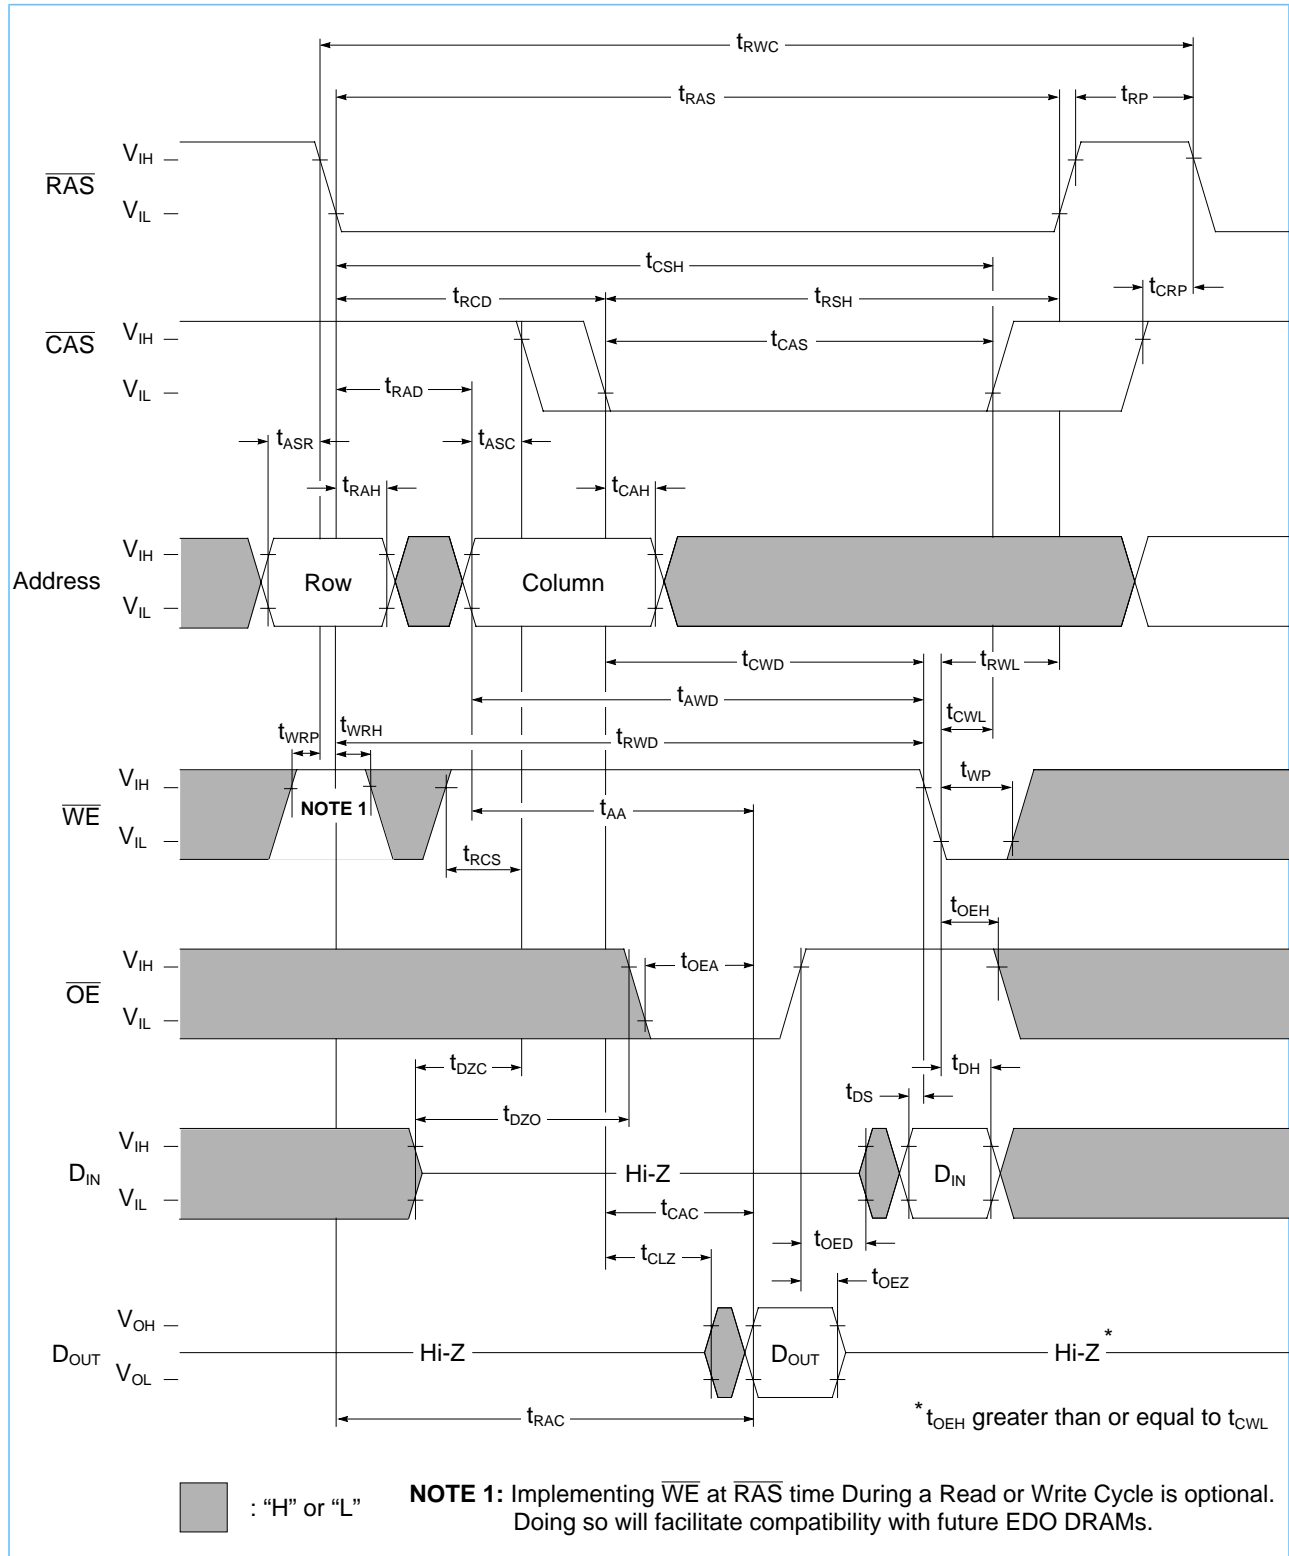 tRWC
tRAS
tRP
VIH
RAS
VIL
tCSH
tRCD
tRSH
tCRP
VIH
CAS
tCAS
VIL
tRAD
tASR
tASC
tRAH
tCAH
VIH
Address
Row
Column
VIL
tCWD
tRWL
tAWD
tCWL
tWRP
tWRH
tRWD
VIH
tWP
WE
NOTE 1
tAA
VIL
tRCS
tOEH
VIH
tOEA
OE
VIL
tDZC
tDH
tDS
tDZO
VIH
DIN
Hi-Z
DIN
VIL
tCAC
tOED
tCLZ
tOEZ
VOH
DOUT
Hi-Z
DOUT
Hi-Z*
VOL
tRAC
*tOEH greater than or equal to tCWL
: “H” or “L”
NOTE 1: Implementing WE at RAS time During a Read or Write Cycle is optional.
Doing so will facilitate compatibility with future EDO DRAMs.